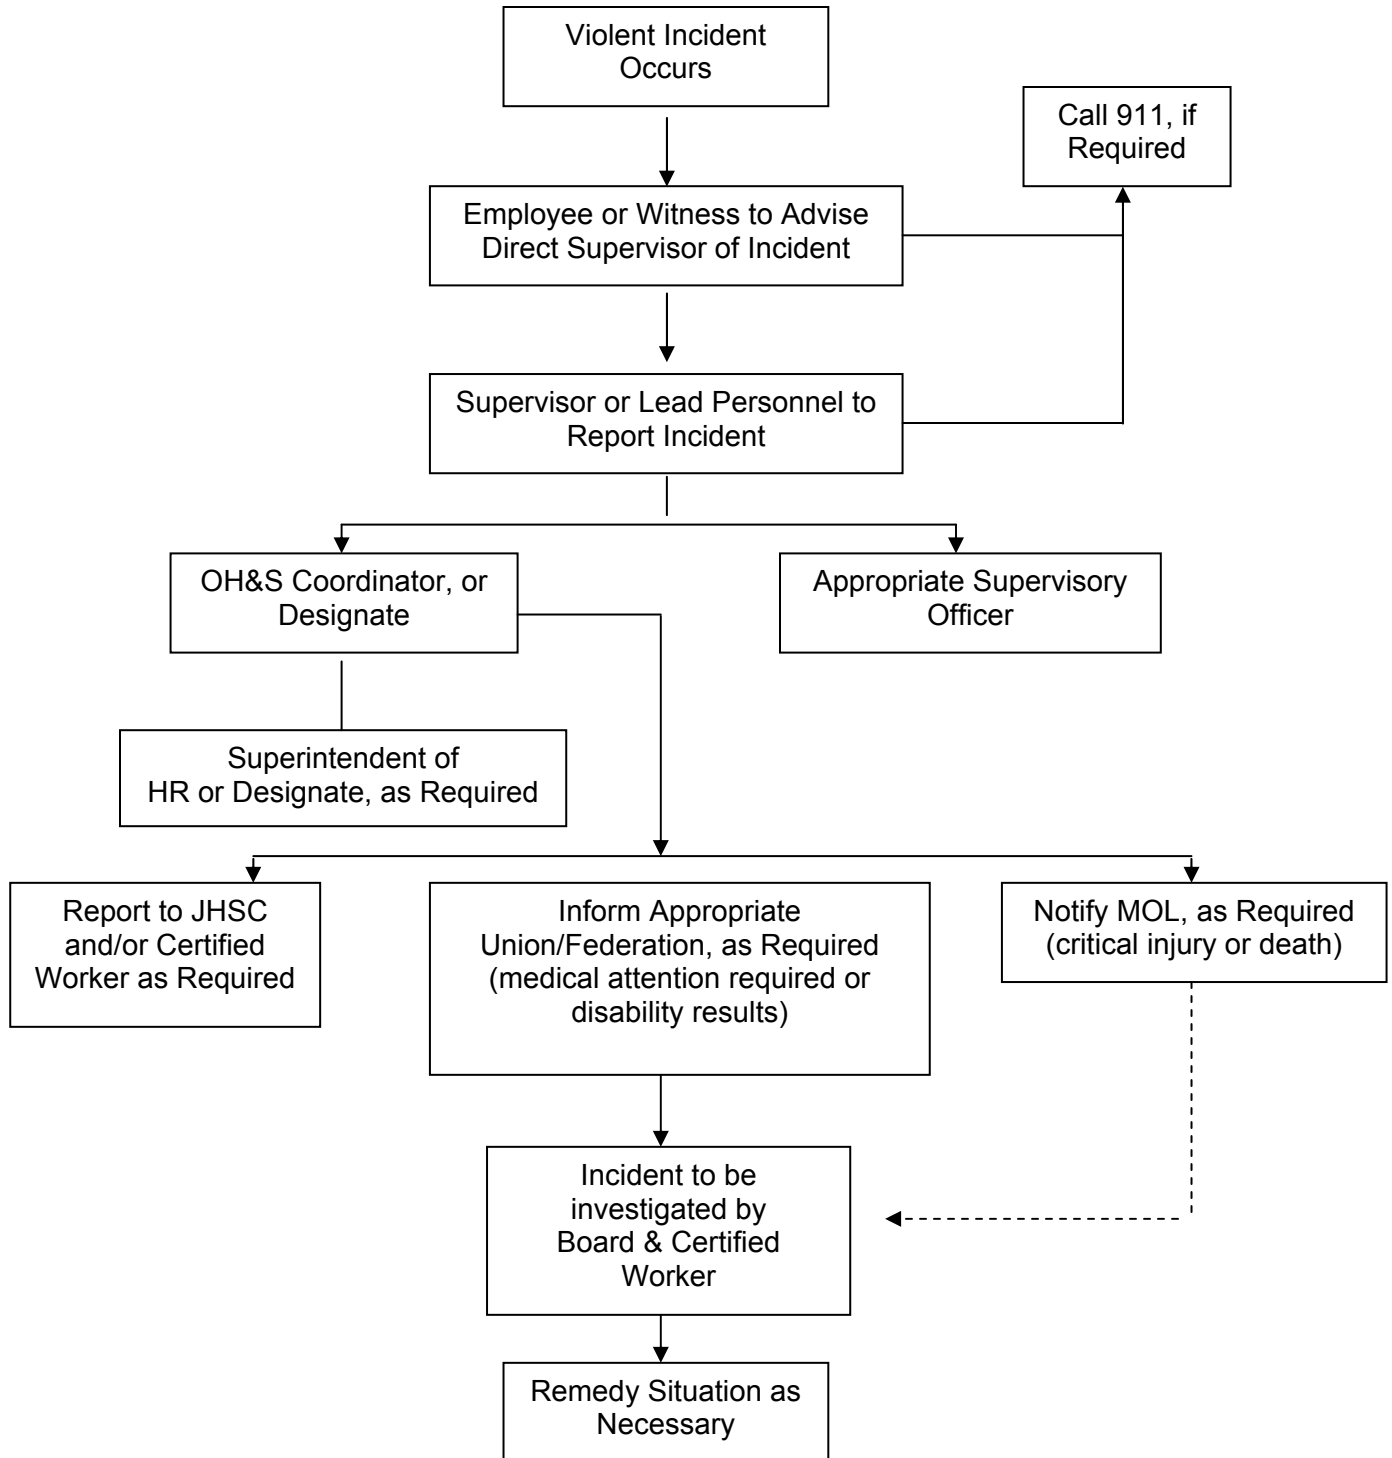 Violent Incident
Occurs
Call 911, if
Required
Employee or Witness to Advise
Direct Supervisor of Incident
Supervisor or Lead Personnel to
Report Incident
OH&S Coordinator, or
Designate
Appropriate Supervisory
Officer
Superintendent of
HR or Designate, as Required
Report to JHSC
and/or Certified
Worker as Required
Inform Appropriate
Union/Federation, as Required
(medical attention required or
disability results)
Notify MOL, as Required
(critical injury or death)
Incident to be
investigated by
Board & Certified
Worker
Remedy Situation as
Necessary